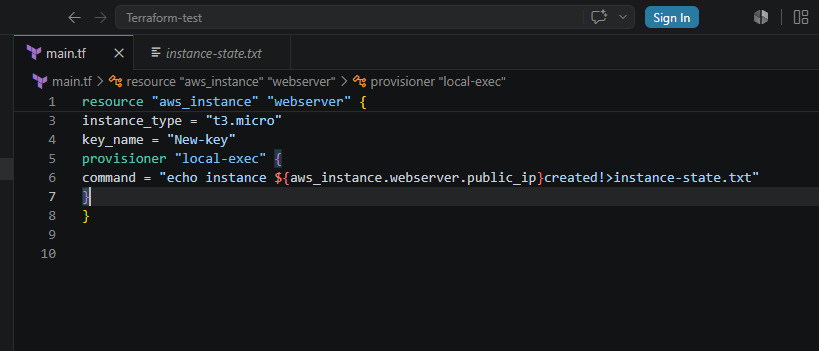 Terraform-test
Sign In
main.tf
instance-state.txt
main.tf > resource "aws_instance" "webserver" > provisioner "local-exec"
1 resource "aws_instance" "webserver" {
3 instance_type = "t3.micro"
4 key_name = "New-key"
5 provisioner "local-exec" {
6 command = "echo instance ${aws_instance.webserver.public_ip}created!>instance-state.txt"
7 }
8 }
9
10